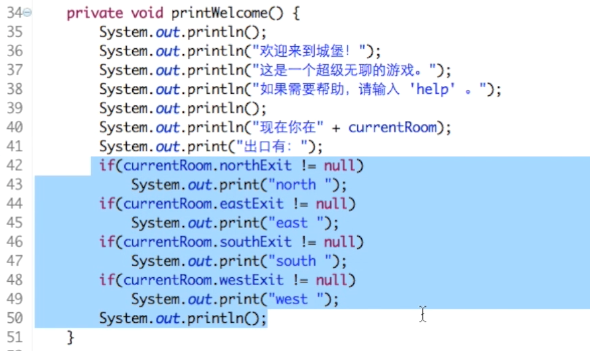 34 private void printWelcome() {
35 System.out.println();
36 System.out.println("欢迎来到城堡！");
37 System.out.println("这是一个超级无聊的游戏。");
38 System.out.println("如果需要帮助，请输入 'help' 。");
39 System.out.println();
40 System.out.println("现在你在" + currentRoom);
41 System.out.print("出口有：");
42 if(currentRoom.northExit != null)
43 System.out.print("north ");
44 if(currentRoom.eastExit != null)
45 System.out.print("east ");
46 if(currentRoom.southExit != null)
47 System.out.print("south ");
48 if(currentRoom.westExit != null)
49 System.out.print("west ");
50 System.out.println();
51 }